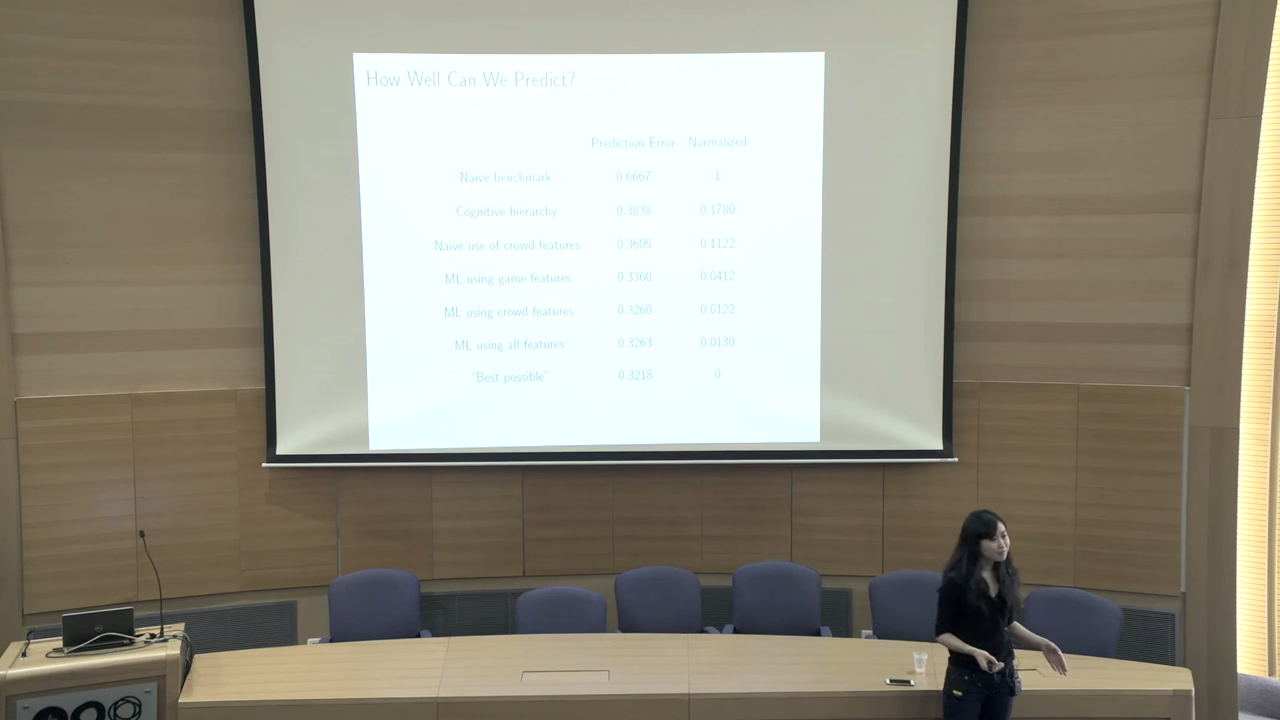 How Well Can We Predict?
Prediction Error Normalized
Naive benchmark 0.6667 1
Cognitive hierarchy 0.3838 0.1780
Naive use of crowd features 0.3605 0.1122
ML using game features 0.3360 0.0412
ML using crowd features 0.3260 0.0122
ML using all features 0.3263 0.0130
"Best possible" 0.3218 0